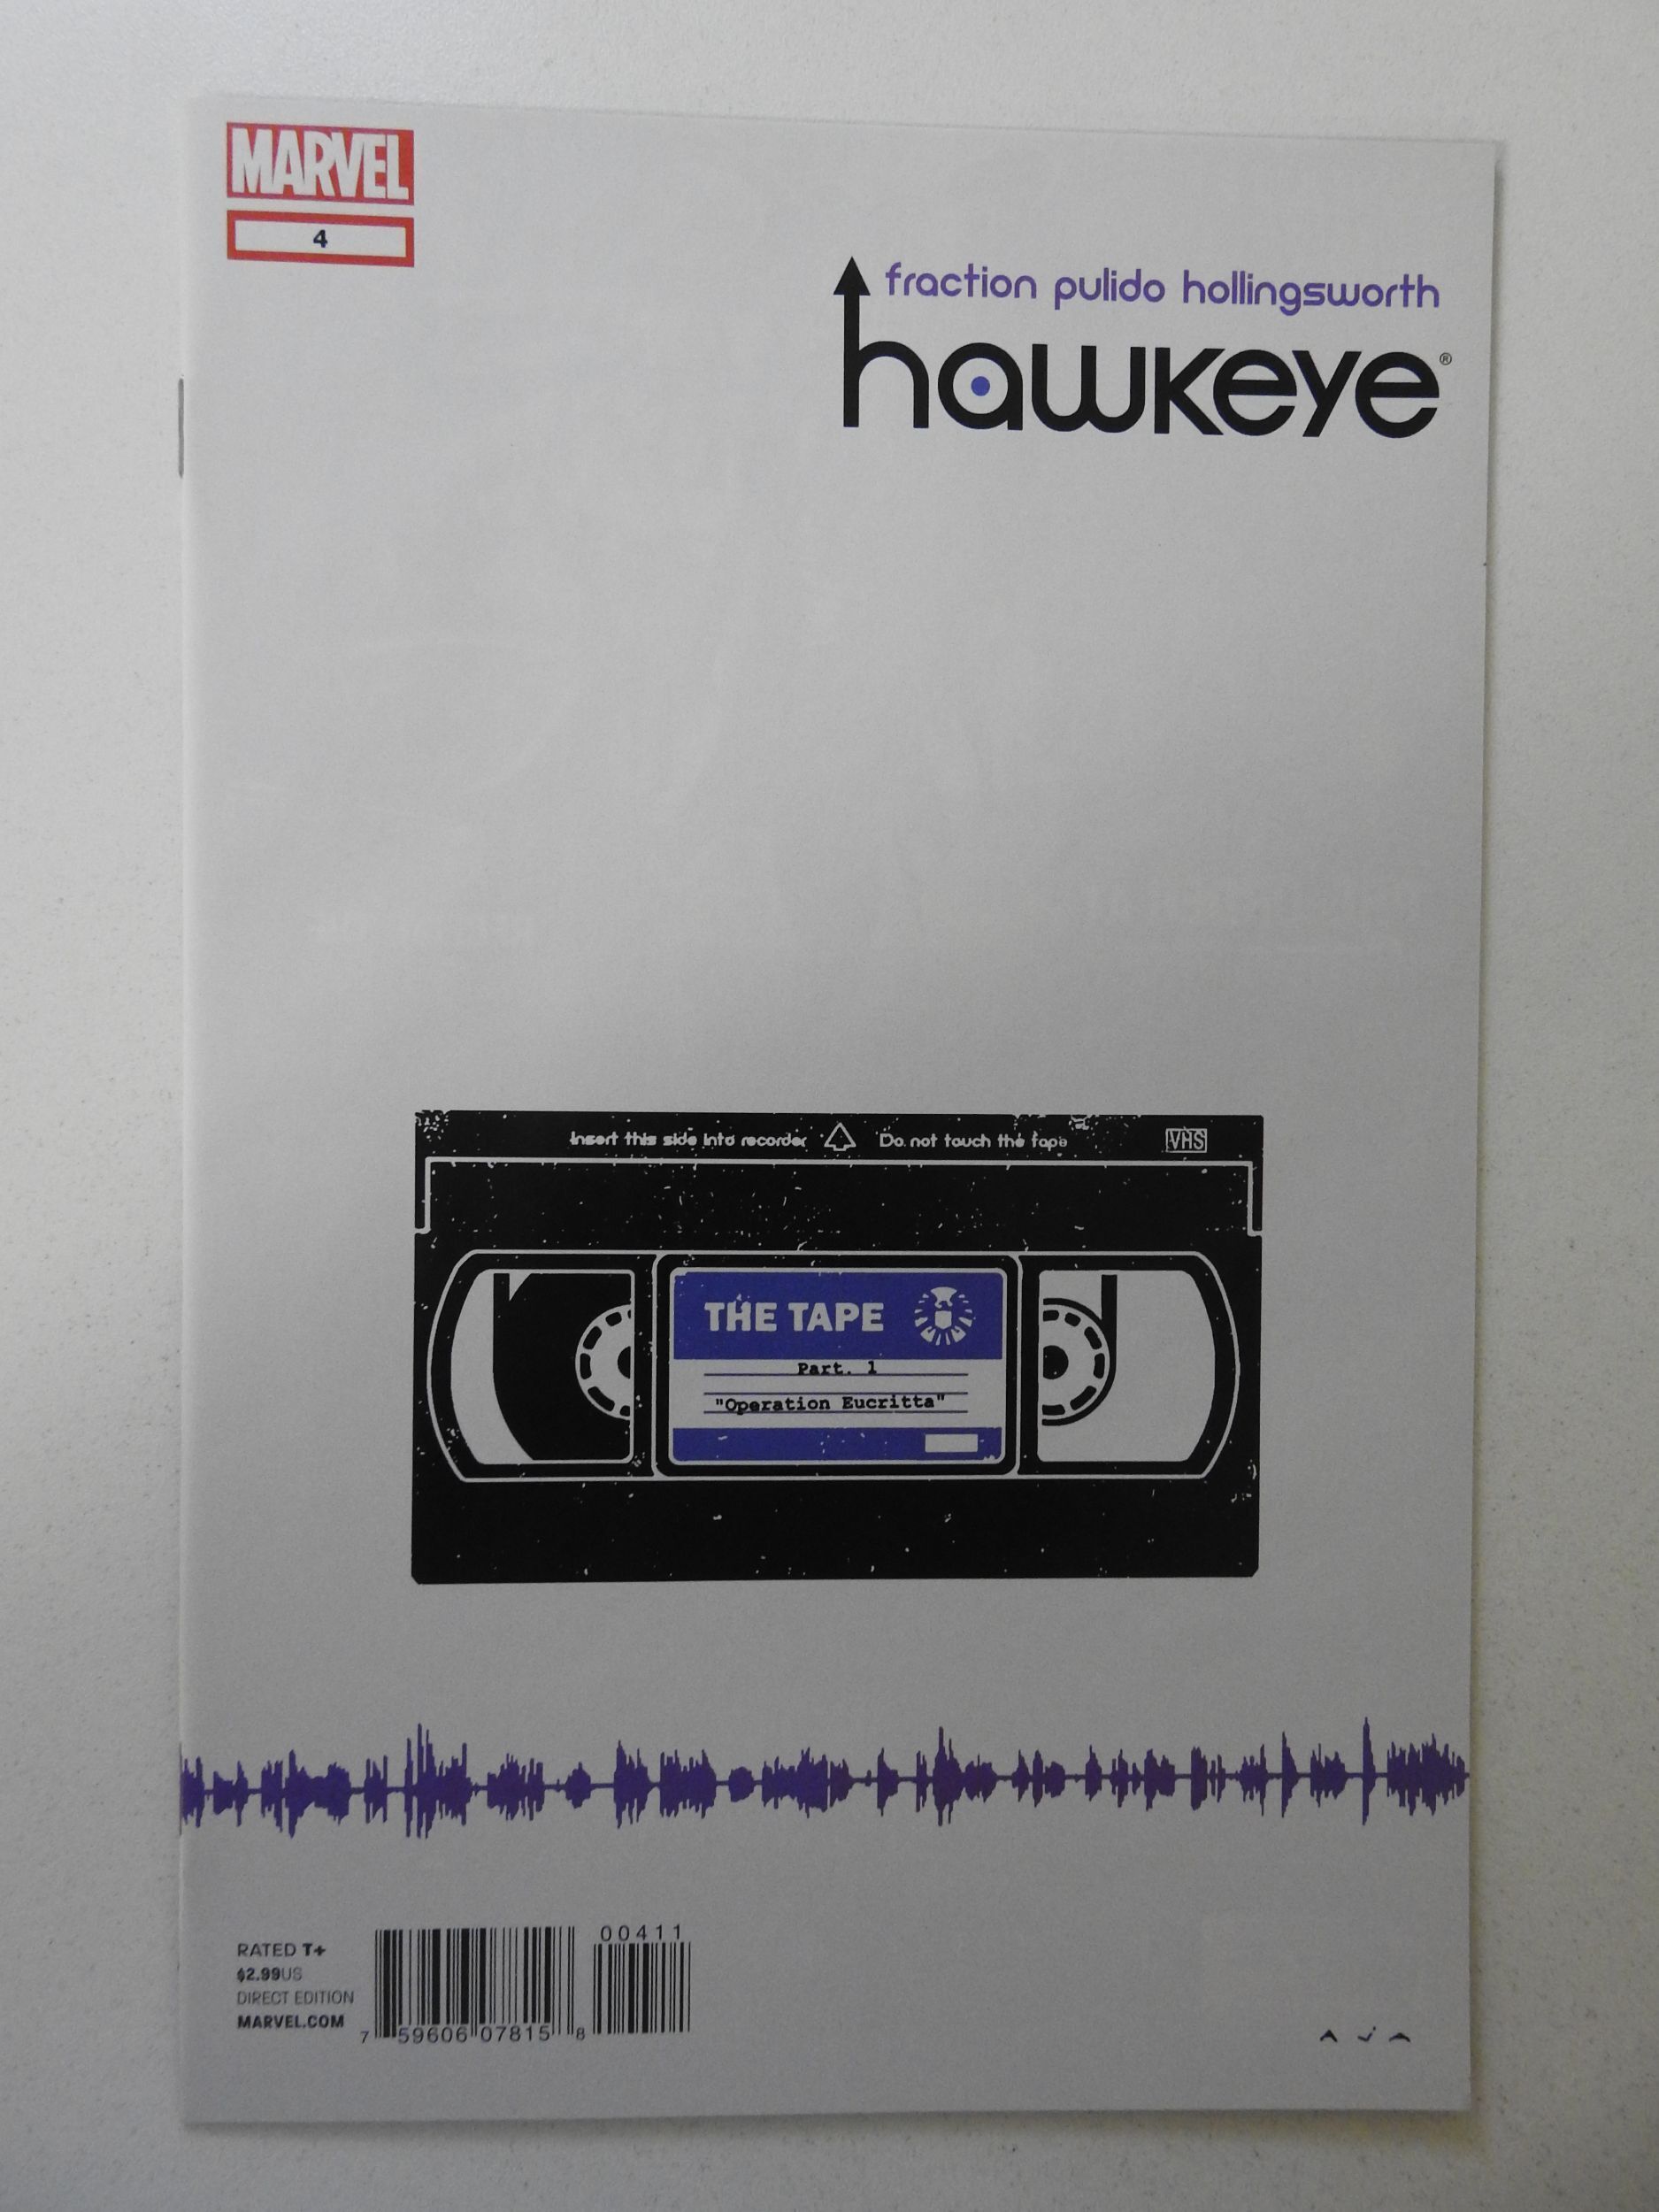 MARVEL
4
fraction pulido hollingsworth
hawkeye®
Insert this side into recorder Do not touch the tape VHS
THE TAPE
Part. 1
"Operation Eucritta"
RATED T+
$2.99US
DIRECT EDITION
MARVEL.COM
00411
7 59606 07815 8
AJA